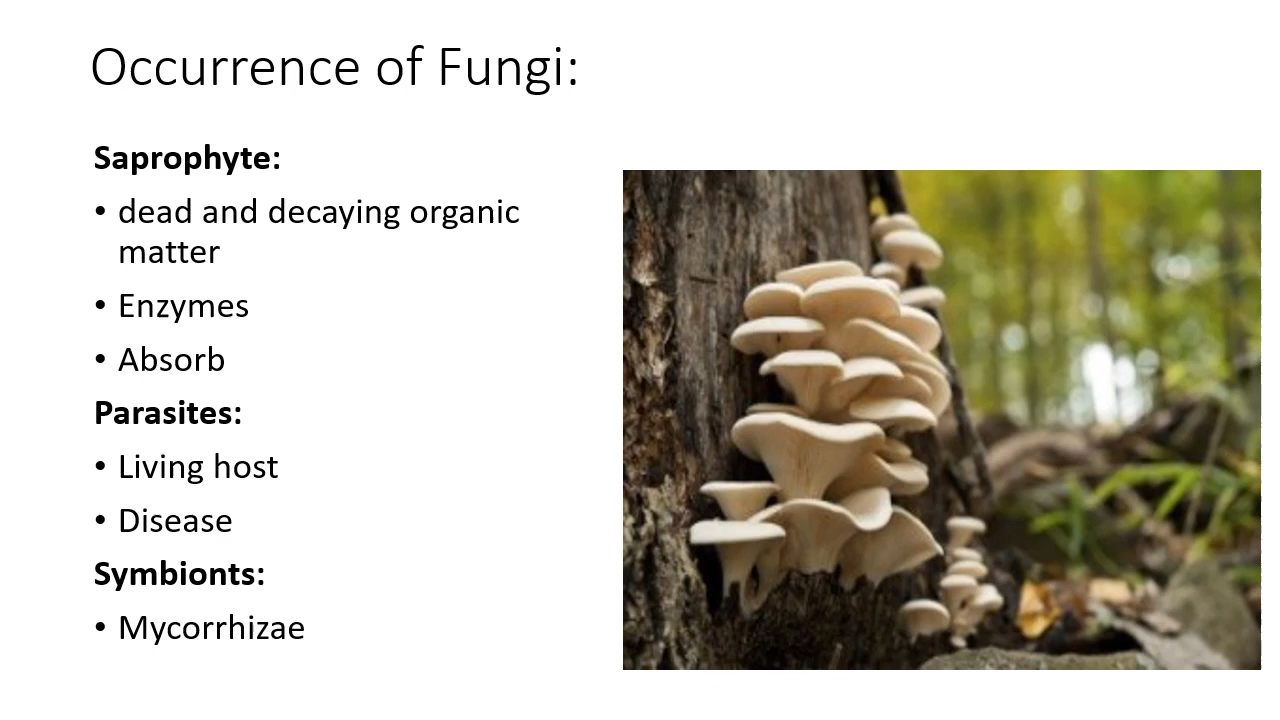 Occurrence of Fungi:
Saprophyte:
• dead and decaying organic
matter
• Enzymes
• Absorb
Parasites:
• Living host
• Disease
Symbionts:
• Mycorrhizae